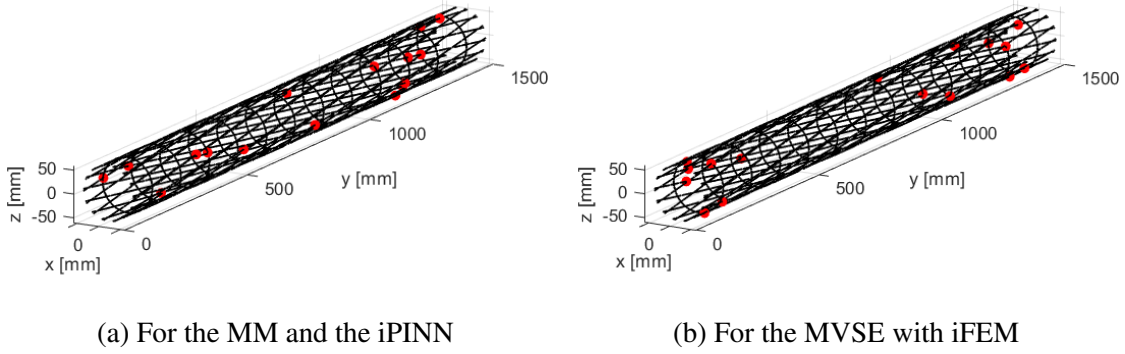 1500
1000
y [mm]
500
50
0
-50
z [mm]
0
0
x [mm]
1500
1000
y [mm]
500
50
0
-50
z [mm]
0
0
x [mm]
(a) For the MM and the iPINN
(b) For the MVSE with iFEM